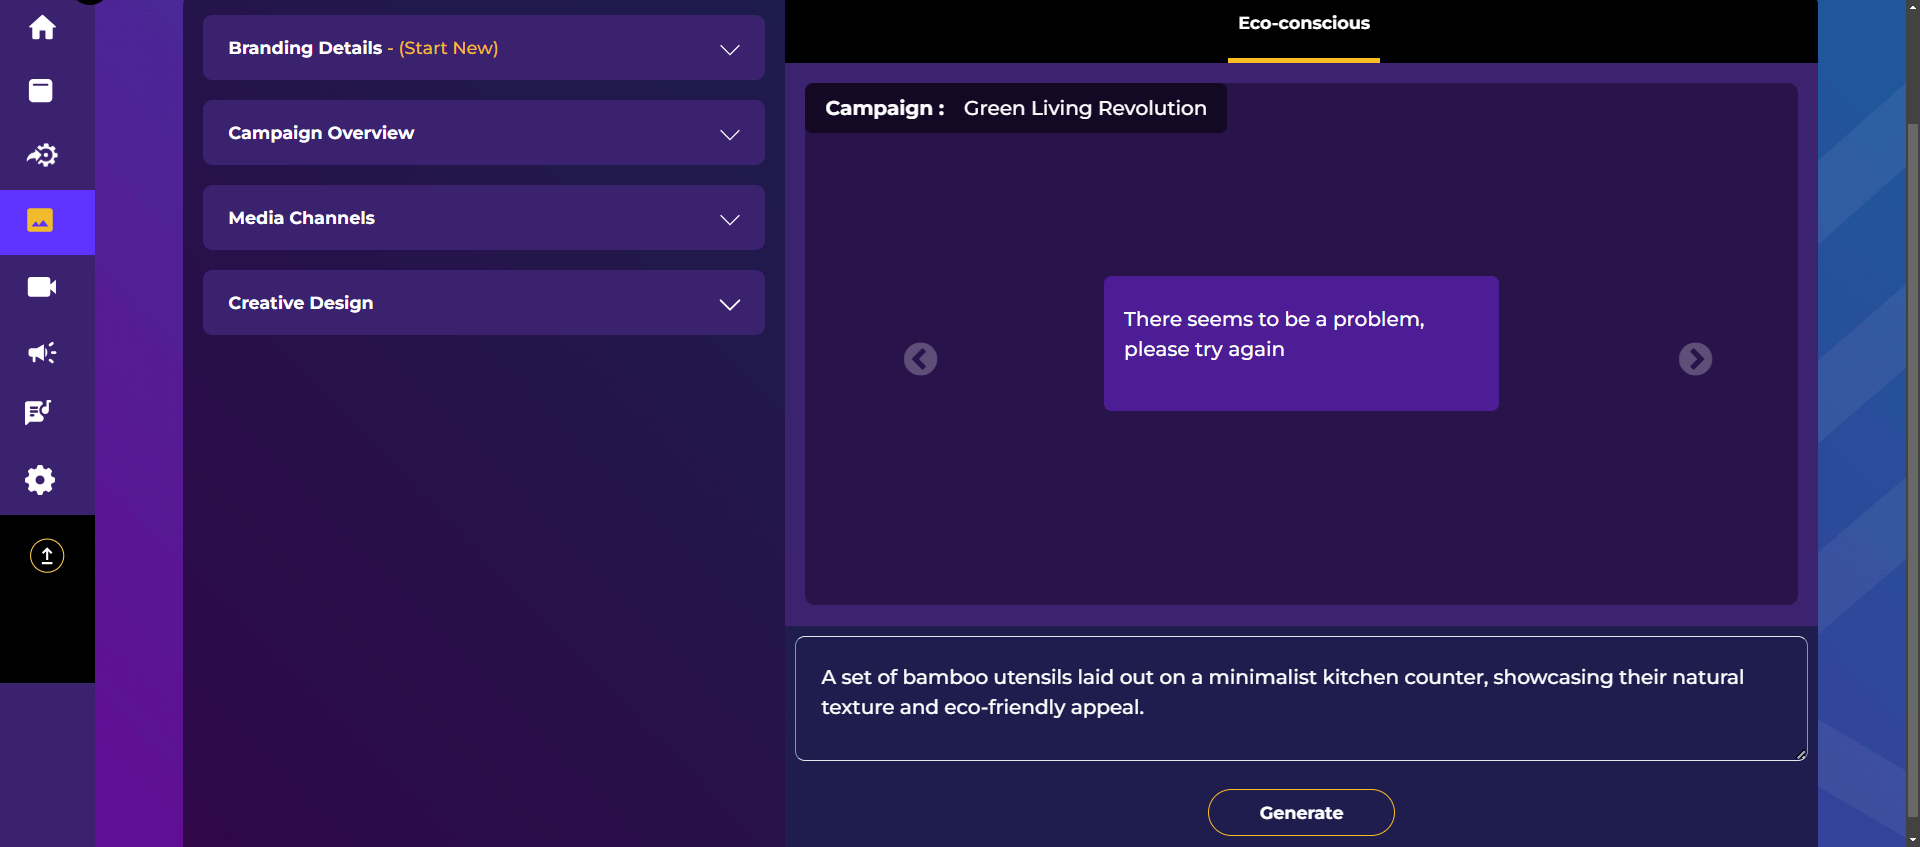 Branding Details - (Start New)
Campaign Overview
Media Channels
Creative Design
Eco-conscious
Campaign : Green Living Revolution
There seems to be a problem,
please try again
A set of bamboo utensils laid out on a minimalist kitchen counter, showcasing their natural
texture and eco-friendly appeal.
Generate